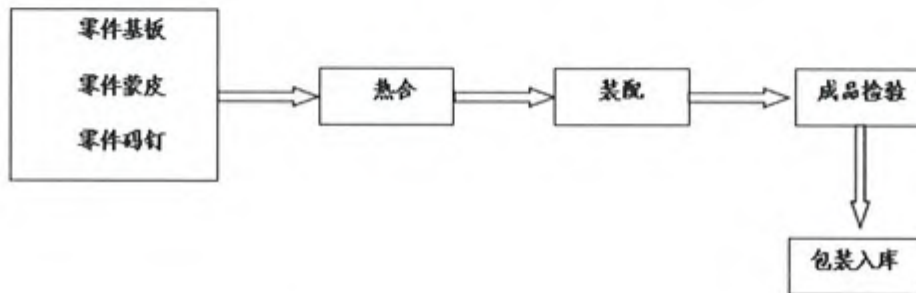 零件基板
零件蒙皮
零件码钉
热合
装配
成品检验
包装入库